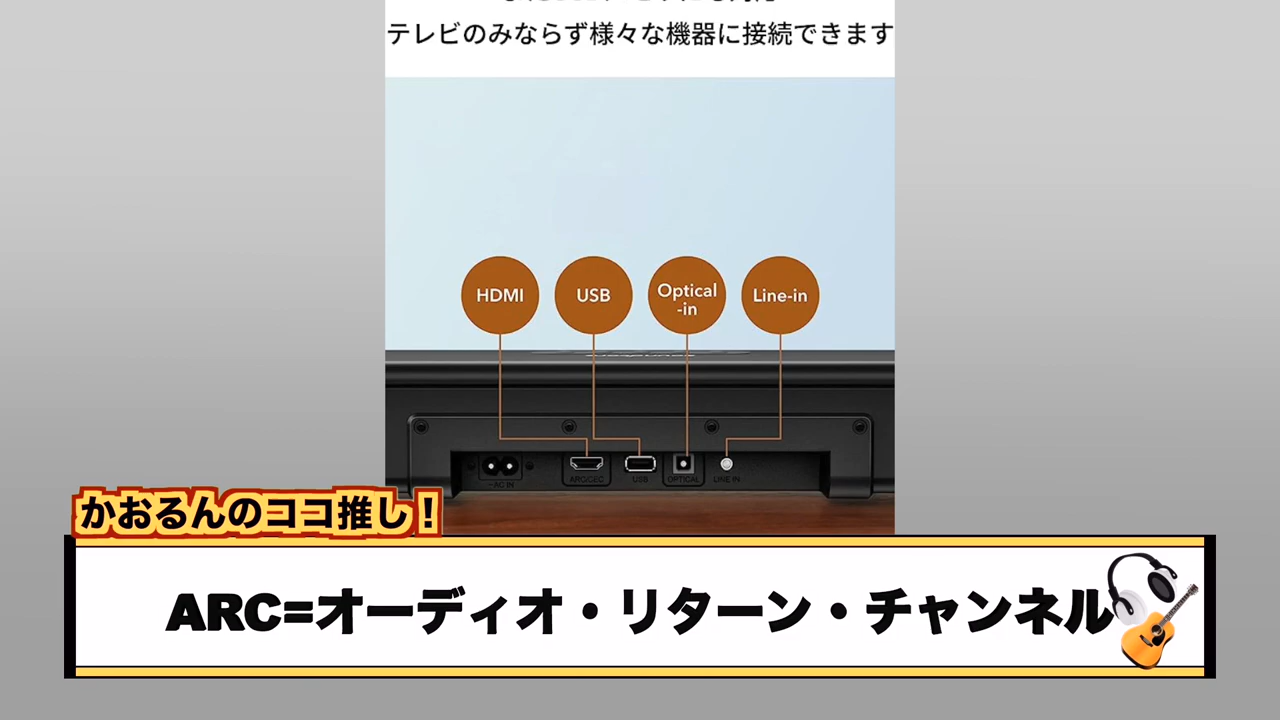 テレビのみならず様々な機器に接続できます
HDMI
USB
Optical
-in
Line-in
~AC IN
ARC/CEC
USB
OPTICAL
LINE IN
かおるんのココ推し!
ARC=オーディオ・リターン・チャンネル